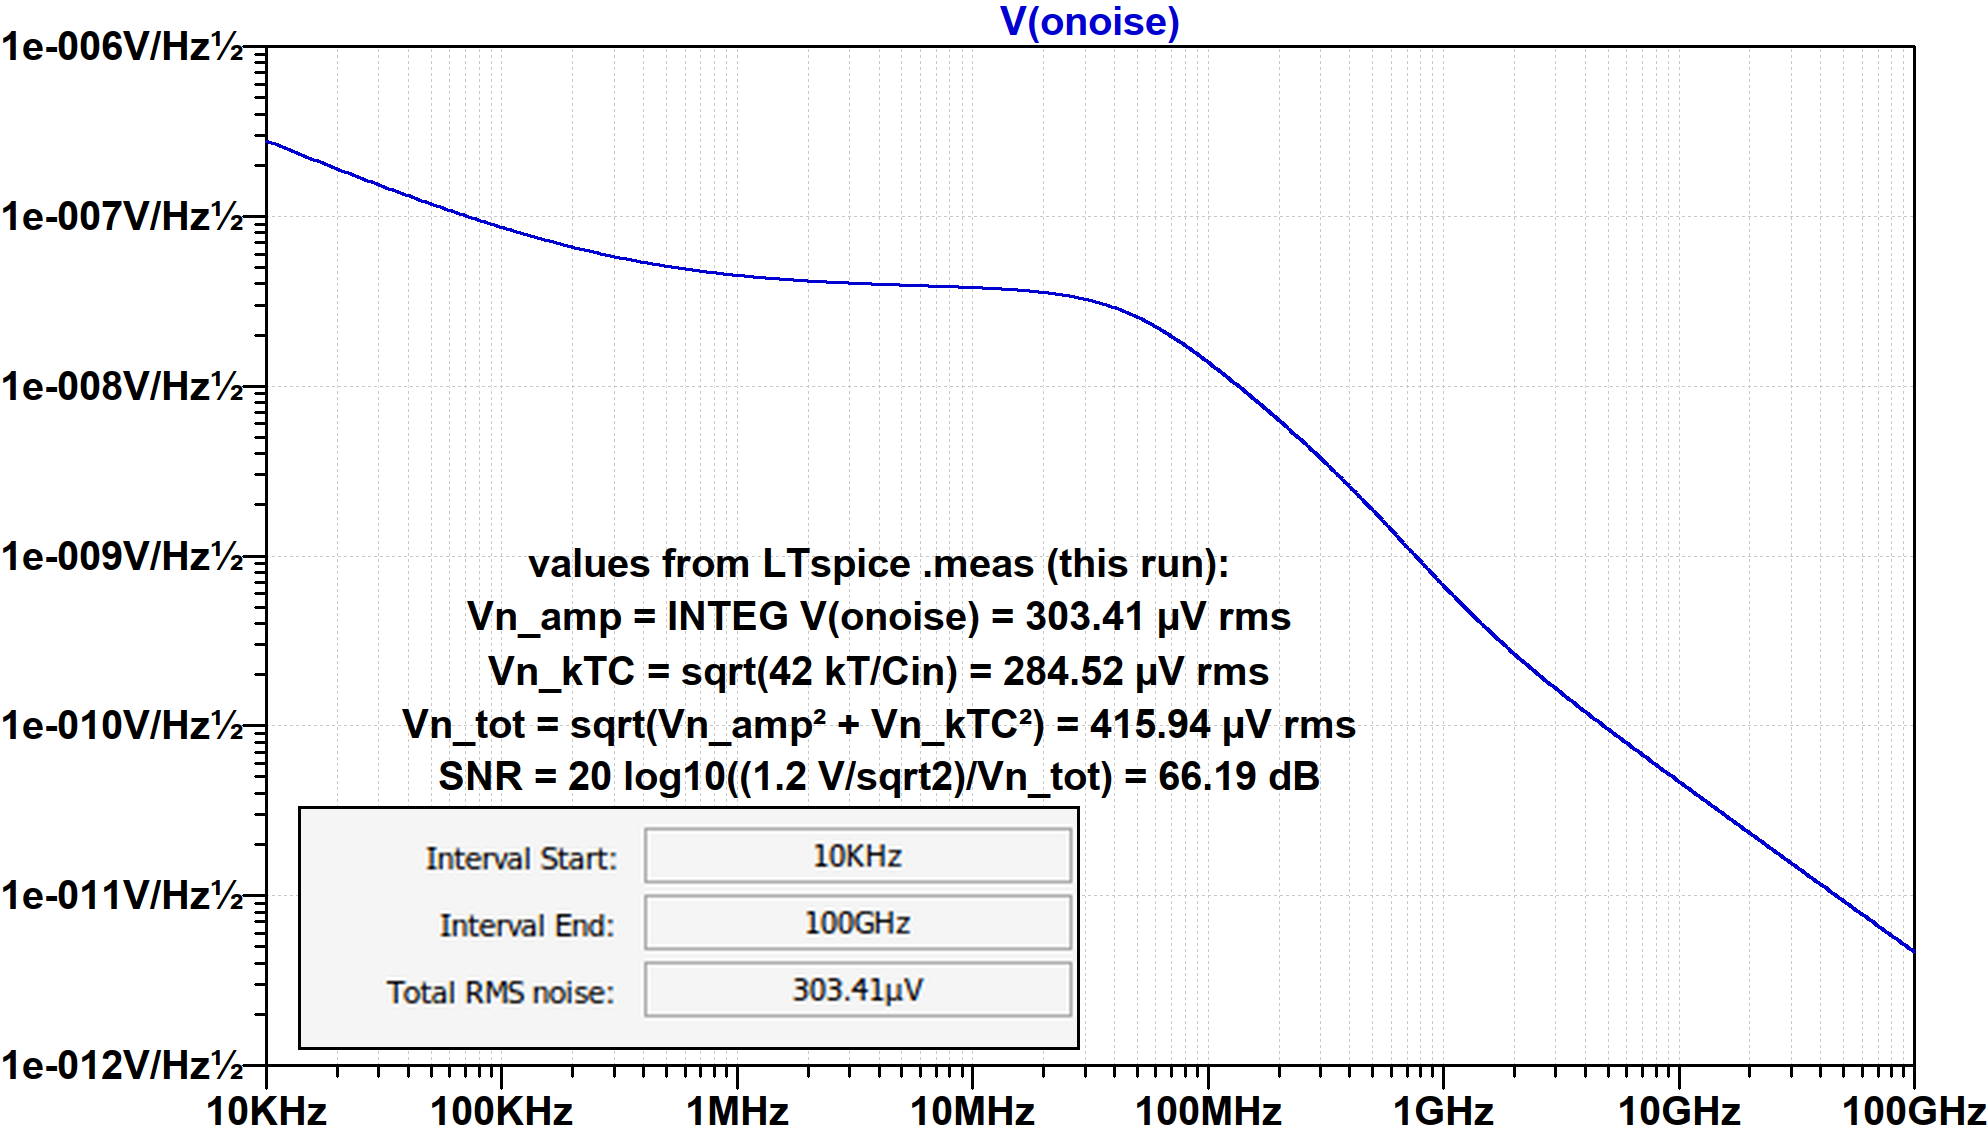 V(onoise)
1e-006V/Hz½
1e-007V/Hz½
1e-008V/Hz½
1e-009V/Hz½
1e-010V/Hz½
1e-011V/Hz½
1e-012V/Hz½
values from LTspice .meas (this run):
Vn_amp = INTEG V(onoise) = 303.41 µV rms
Vn_kTC = sqrt(42 kT/Cin) = 284.52 µV rms
Vn_tot = sqrt(Vn_amp² + Vn_kTC²) = 415.94 µV rms
SNR = 20 log10((1.2 V/sqrt2)/Vn_tot) = 66.19 dB
Interval Start: 10KHz
Interval End: 100GHz
Total RMS noise: 303.41µV
10KHz 100KHz 1MHz 10MHz 100MHz 1GHz 10GHz 100GHz